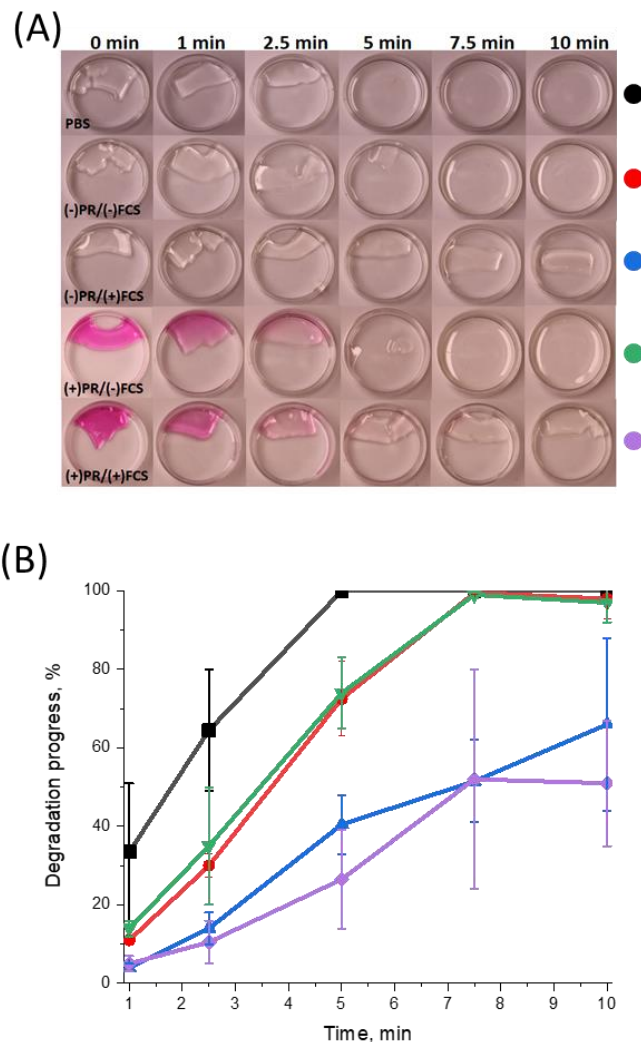 (A)
0 min 1 min 2.5 min 5 min 7.5 min 10 min
PBS
(-)PR/(-)FCS
(-)PR/(+)FCS
(+)PR/(-)FCS
(+)PR/(+)FCS
(B)
100
80
60
40
20
0
Degradation progress, %
1 2 3 4 5 6 7 8 9 10
Time, min